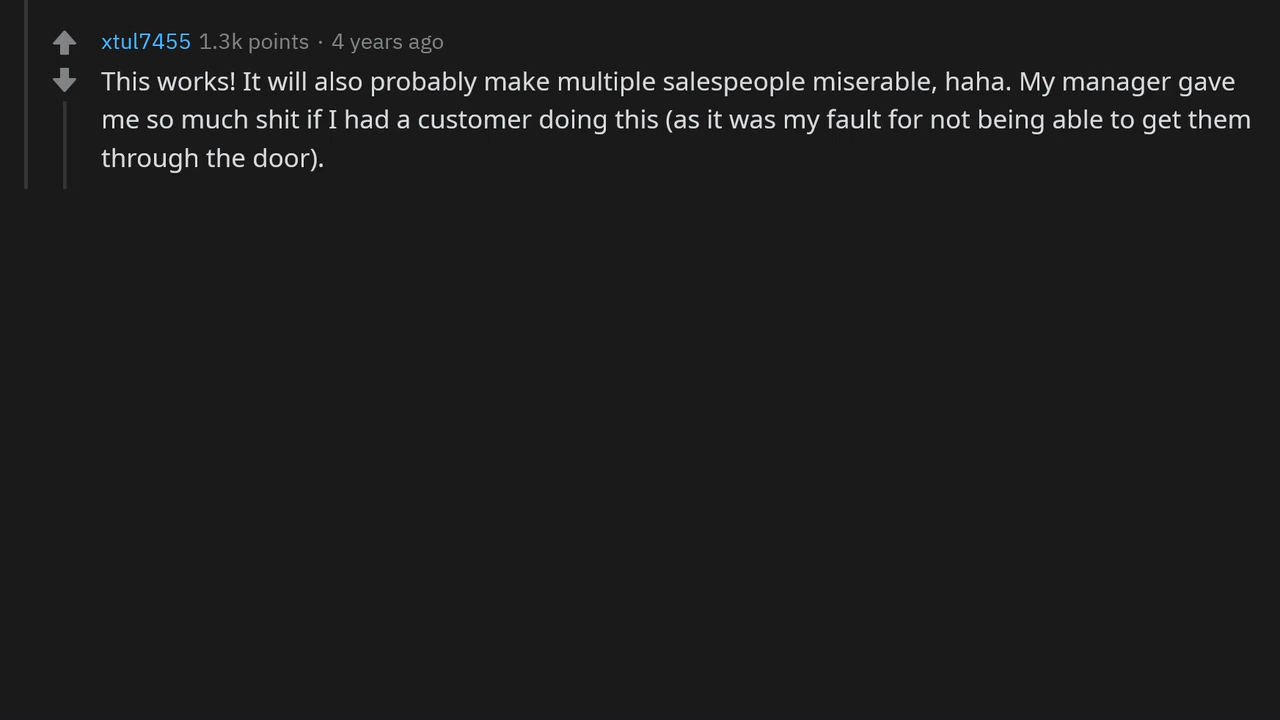 xtul7455 1.3k points · 4 years ago
This works! It will also probably make multiple salespeople miserable, haha. My manager gave
me so much shit if I had a customer doing this (as it was my fault for not being able to get them
through the door).